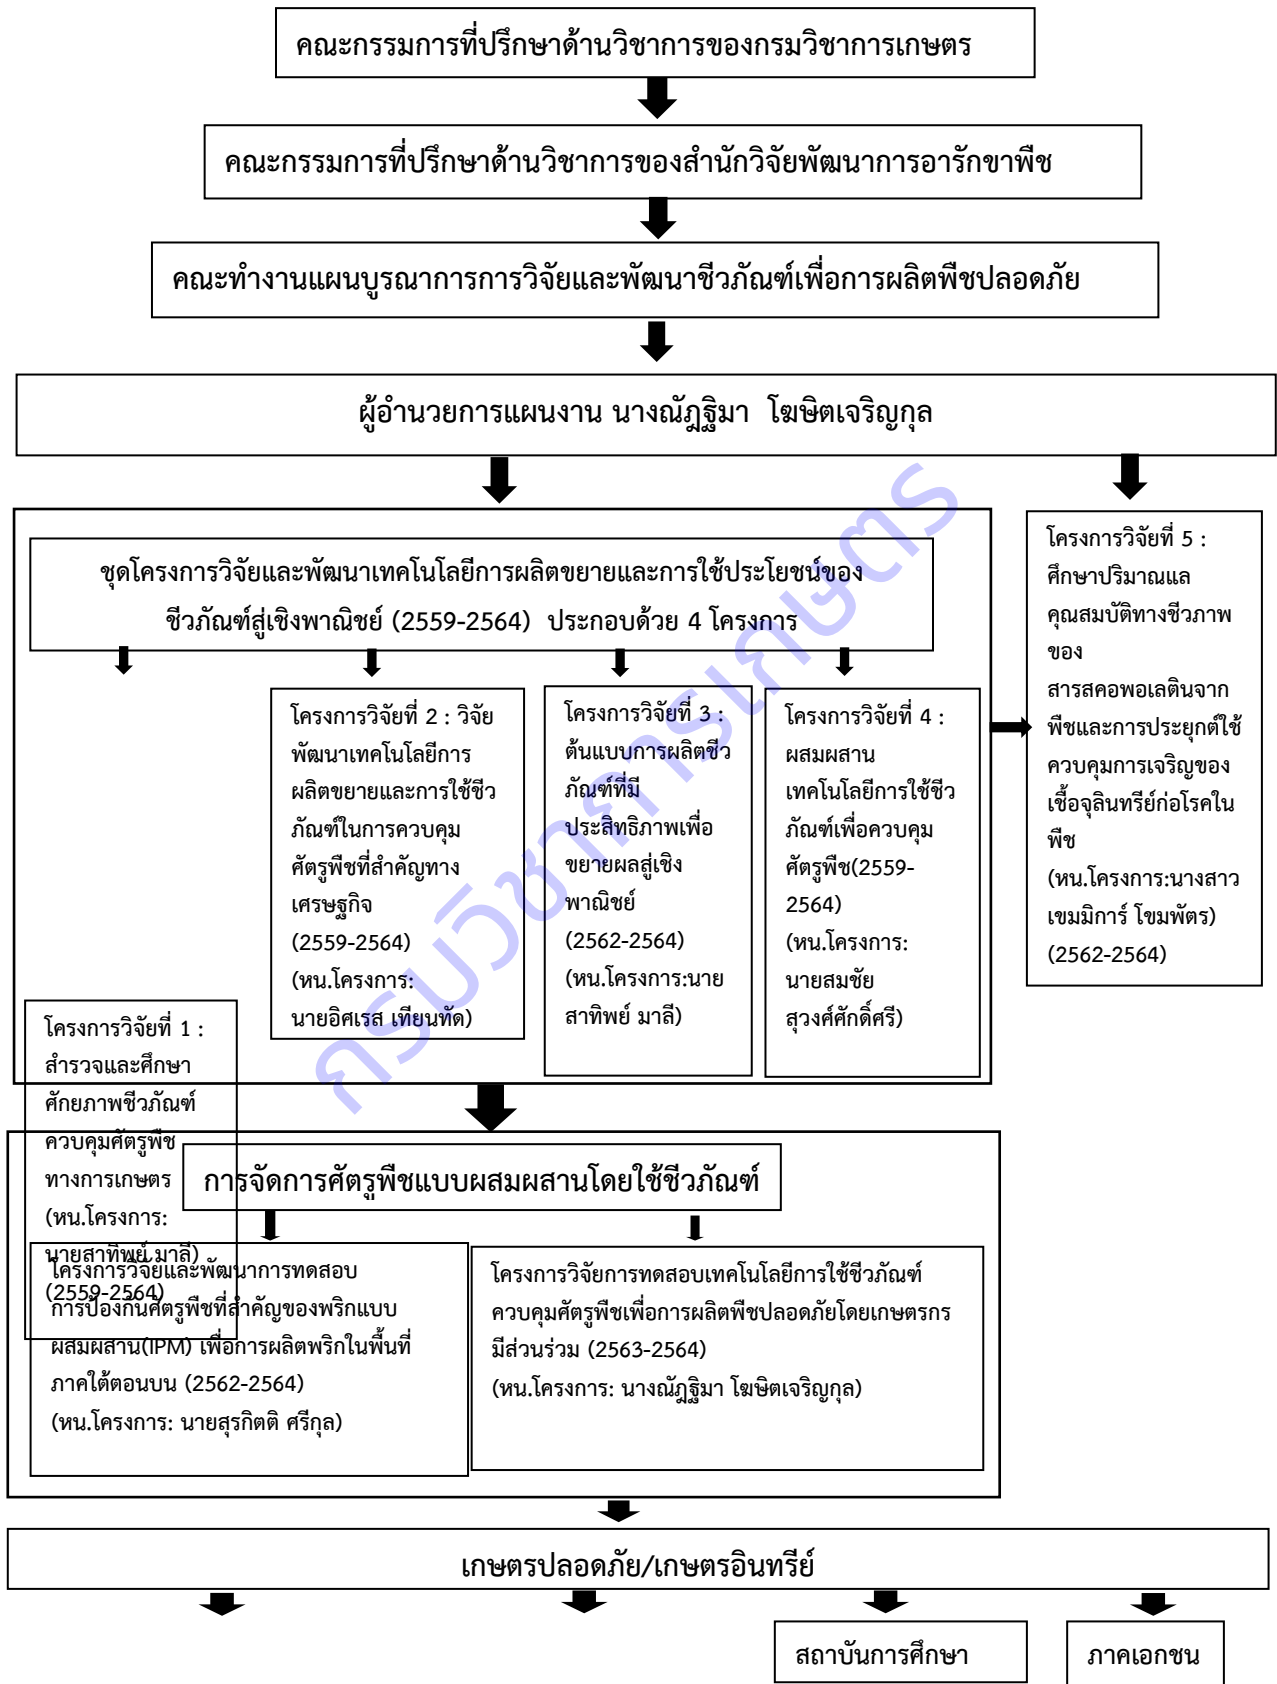 คณะกรรมการที่ปรึกษาด้านวิชาการของกรมวิชาการเกษตร
คณะกรรมการที่ปรึกษาด้านวิชาการของสำนักวิจัยพัฒนาการอารักขาพืช
คณะทำงานแผนบูรณาการการวิจัยและพัฒนาชีวภัณฑ์เพื่อการผลิตพืชปลอดภัย
ผู้อำนวยการแผนงาน นางณัฏฐิมา โฆษิตเจริญกุล
ชุดโครงการวิจัยและพัฒนาเทคโนโลยีการผลิตขยายและการใช้ประโยชน์ของ
ชีวภัณฑ์สู่เชิงพาณิชย์ (2559-2564) ประกอบด้วย 4 โครงการ
โครงการวิจัยที่ 5 :
ศึกษาปริมาณแล
คุณสมบัติทางชีวภาพ
ของ
สารสคอพอเลตินจาก
พืชและการประยุกต์ใช้
ควบคุมการเจริญของ
เชื้อจุลินทรีย์ก่อโรคใน
พืช
(หน.โครงการ:นางสาว
เขมมิการ์ โขมพัตร)
(2562-2564)
โครงการวิจัยที่ 2 : วิจัย
พัฒนาเทคโนโลยีการ
ผลิตขยายและการใช้ชีว
ภัณฑ์ในการควบคุม
ศัตรูพืชที่สำคัญทาง
เศรษฐกิจ
(2559-2564)
(หน.โครงการ:
นายอิศเรส เทียนทัด)
โครงการวิจัยที่ 3 :
ต้นแบบการผลิตชีว
ภัณฑ์ที่มี
ประสิทธิภาพเพื่อ
ขยายผลสู่เชิง
พาณิชย์
(2562-2564)
(หน.โครงการ:นาย
สาทิพย์ มาลี)
โครงการวิจัยที่ 4 :
ผสมผสาน
เทคโนโลยีการใช้ชีว
ภัณฑ์เพื่อควบคุม
ศัตรูพืช(2559-
2564)
(หน.โครงการ:
นายสมชัย
สุวงศ์ศักดิ์ศรี)
โครงการวิจัยที่ 1 :
สำรวจและศึกษา
ศักยภาพชีวภัณฑ์
ควบคุมศัตรูพืช
ทางการเกษตร
(หน.โครงการ:
นายสาทิพย์ มาลี)
(2559-2564)
การจัดการศัตรูพืชแบบผสมผสานโดยใช้ชีวภัณฑ์
โครงการวิจัยและพัฒนาการทดสอบ
การป้องกันศัตรูพืชที่สำคัญของพริกแบบ
ผสมผสาน(IPM) เพื่อการผลิตพริกในพื้นที่
ภาคใต้ตอนบน (2562-2564)
(หน.โครงการ: นายสุรกิตติ ศรีกุล)
โครงการวิจัยการทดสอบเทคโนโลยีการใช้ชีวภัณฑ์
ควบคุมศัตรูพืชเพื่อการผลิตพืชปลอดภัยโดยเกษตรกร
มีส่วนร่วม (2563-2564)
(หน.โครงการ: นางณัฏฐิมา โฆษิตเจริญกุล)
เกษตรปลอดภัย/เกษตรอินทรีย์
สถาบันการศึกษา
ภาคเอกชน
กรมวิชาการเกษตร